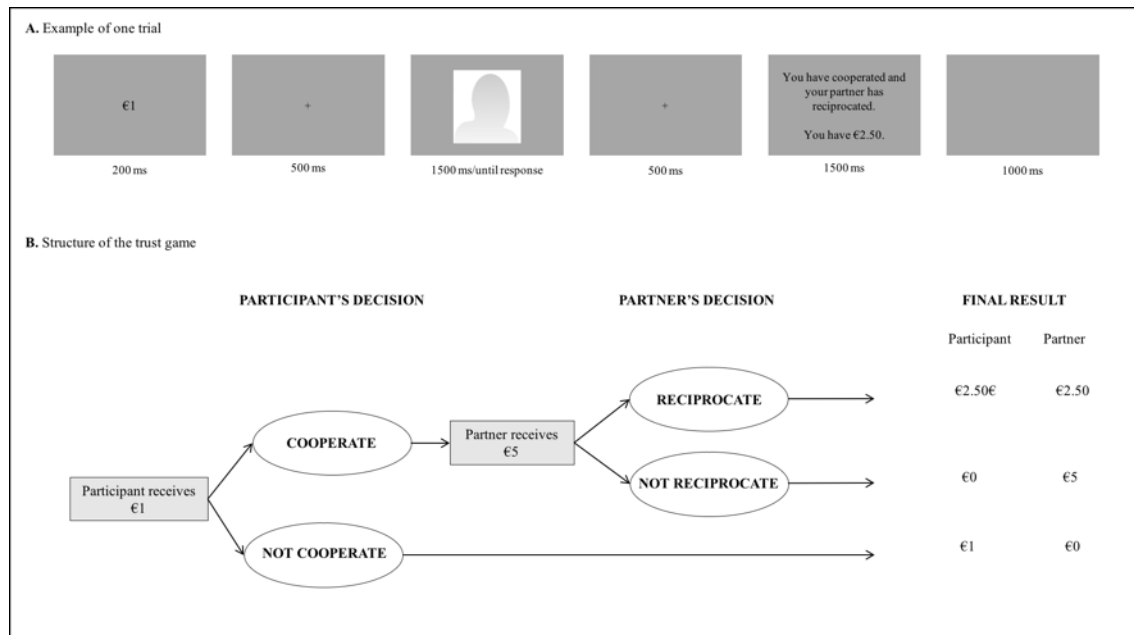 A. Example of one trial
€1
+
+
You have cooperated and
your partner has
reciprocated.
You have €2.50.
200 ms
500 ms
1500 ms/until response
500 ms
1500 ms
1000 ms
B. Structure of the trust game
PARTICIPANT'S DECISION
PARTNER'S DECISION
FINAL RESULT
Participant
Partner
RECIPROCATE
€2.50€
€2.50
COOPERATE
Partner receives
€5
NOT RECIPROCATE
€0
€5
Participant receives
€1
NOT COOPERATE
€1
€0